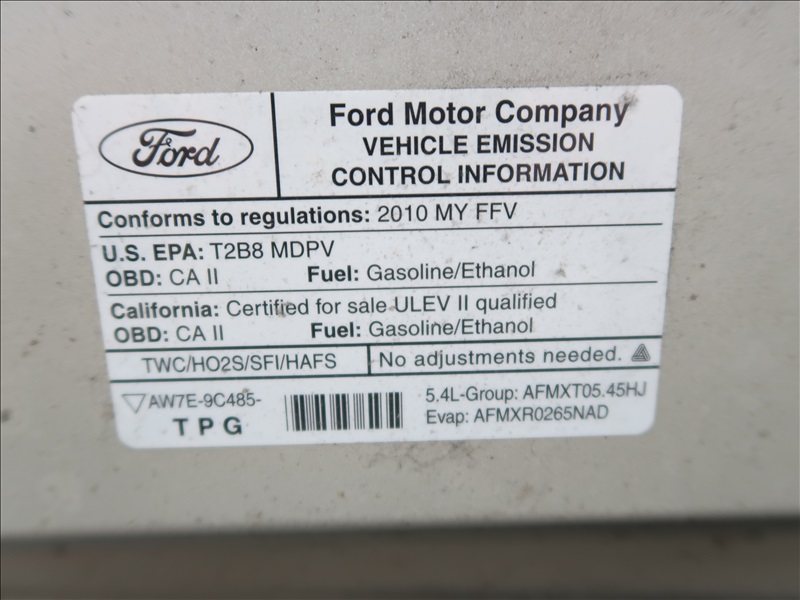 Ford
Ford Motor Company
VEHICLE EMISSION
CONTROL INFORMATION
Conforms to regulations: 2010 MY FFV
U.S. EPA: T2B8 MDPV
OBD: CA II Fuel: Gasoline/Ethanol
California: Certified for sale ULEV II qualified
OBD: CA II Fuel: Gasoline/Ethanol
TWC/HO2S/SFI/HAFS No adjustments needed.
AW7E-9C485-
TPG
5.4L-Group: AFMXT05.45HJ
Evap: AFMXR0265NAD